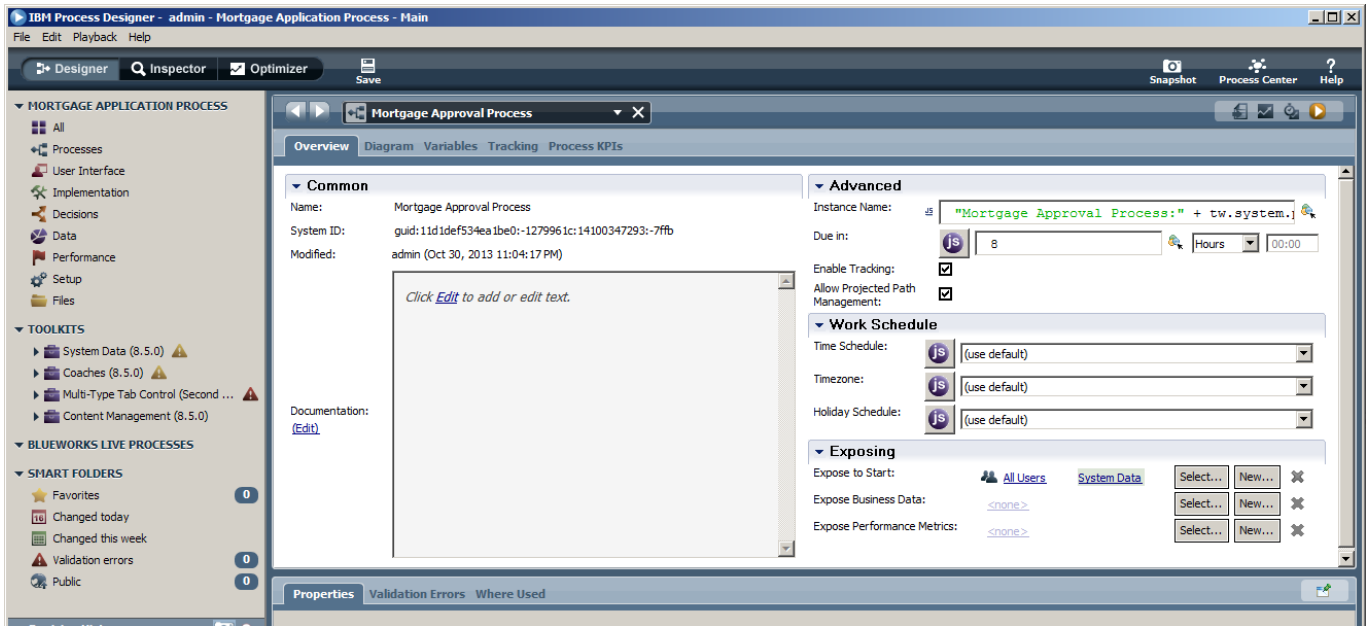 IBM Process Designer - admin - Mortgage Application Process - Main
File Edit Playback Help
Designer Inspector Optimizer Save Snapshot Process Center Help
MORTGAGE APPLICATION PROCESS
All
Processes
User Interface
Implementation
Decisions
Data
Performance
Setup
Files
TOOLKITS
System Data (8.5.0)
Coaches (8.5.0)
Multi-Type Tab Control (Second ...
Content Management (8.5.0)
BLUEWORKS LIVE PROCESSES
SMART FOLDERS
Favorites 0
Changed today
Changed this week
Validation errors 0
Public 0
Mortgage Approval Process
Overview Diagram Variables Tracking Process KPIs
Common
Name: Mortgage Approval Process
System ID: guid:11d1def534ea1be0:-1279961c:14100347293:-7ffb
Modified: admin (Oct 30, 2013 11:04:17 PM)
Click Edit to add or edit text.
Documentation:
(Edit)
Advanced
Instance Name: JS "Mortgage Approval Process:" + tw.system.p
Due in: js 8 Hours 00:00
Enable Tracking:
Allow Projected Path
Management:
Work Schedule
Time Schedule: js (use default)
Timezone: js (use default)
Holiday Schedule: js (use default)
Exposing
Expose to Start: All Users System Data Select... New...
Expose Business Data: <none> Select... New...
Expose Performance Metrics: <none> Select... New...
Properties Validation Errors Where Used